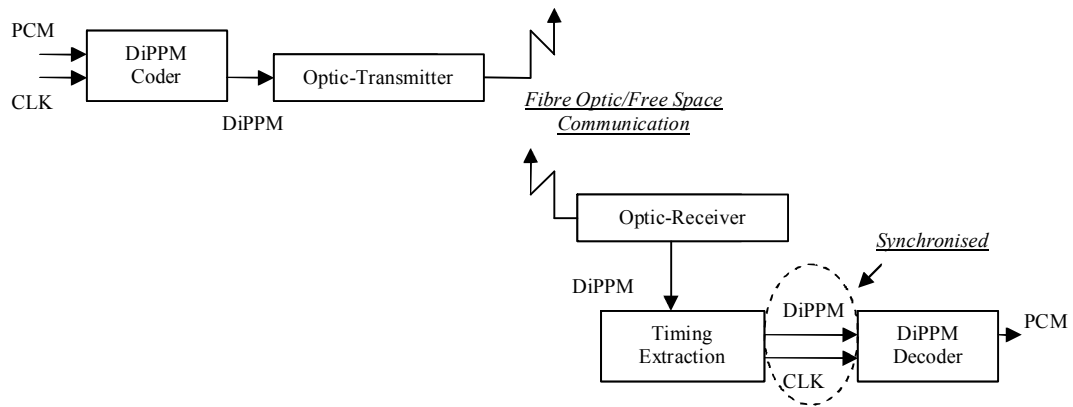 PCM
CLK
DiPPM
Coder
DiPPM
Optic-Transmitter
Fibre Optic/Free Space
Communication
Optic-Receiver
Synchronised
DiPPM
Timing
Extraction
DiPPM
CLK
DiPPM
Decoder
PCM